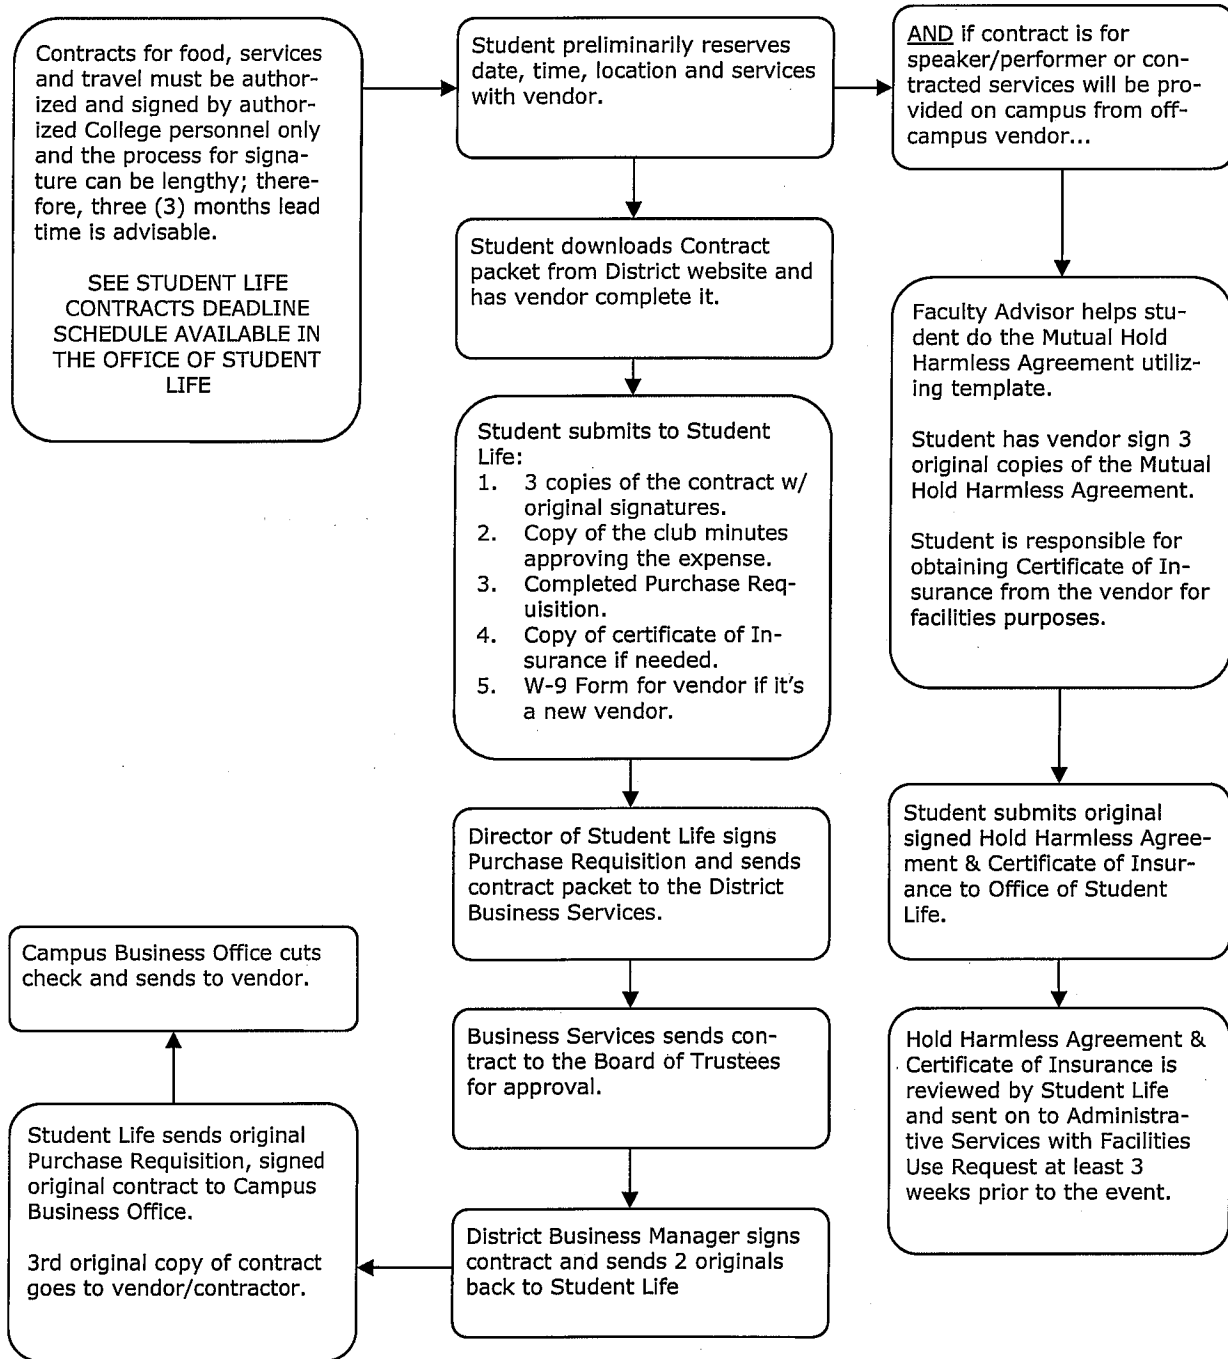 Contracts for food, services
and travel must be author-
ized and signed by author-
ized College personnel only
and the process for signa-
ture can be lengthy; there-
fore, three (3) months lead
time is advisable.
SEE STUDENT LIFE
CONTRACTS DEADLINE
SCHEDULE AVAILABLE IN
THE OFFICE OF STUDENT
LIFE
Student preliminarily reserves
date, time, location and services
with vendor.
AND if contract is for
speaker/performer or con-
tracted services will be pro-
vided on campus from off-
campus vendor...
Student downloads Contract
packet from District website and
has vendor complete it.
Student submits to Student
Life:
1. 3 copies of the contract w/
original signatures.
2. Copy of the club minutes
approving the expense.
3. Completed Purchase Req-
uisition.
4. Copy of certificate of In-
surance if needed.
5. W-9 Form for vendor if it's
a new vendor.
Faculty Advisor helps stu-
dent do the Mutual Hold
Harmless Agreement utiliz-
ing template.
Student has vendor sign 3
original copies of the Mutual
Hold Harmless Agreement.
Student is responsible for
obtaining Certificate of In-
surance from the vendor for
facilities purposes.
Director of Student Life signs
Purchase Requisition and sends
contract packet to the District
Business Services.
Student submits original
signed Hold Harmless Agree-
ment & Certificate of Insur-
ance to Office of Student
Life.
Business Services sends con-
tract to the Board of Trustees
for approval.
Hold Harmless Agreement &
Certificate of Insurance is
reviewed by Student Life
and sent on to Administra-
tive Services with Facilities
Use Request at least 3
weeks prior to the event.
District Business Manager signs
contract and sends 2 originals
back to Student Life
Student Life sends original
Purchase Requisition, signed
original contract to Campus
Business Office.
3rd original copy of contract
goes to vendor/contractor.
Campus Business Office cuts
check and sends to vendor.